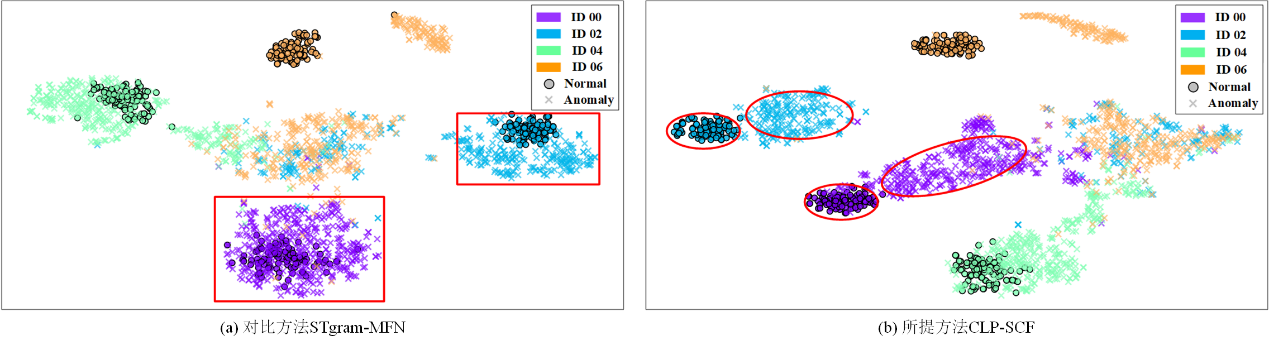 ID 00
ID 02
ID 04
ID 06
Normal
Anomaly
ID 00
ID 02
ID 04
ID 06
Normal
Anomaly
(a) 对比方法STgram-MFN
(b) 所提方法CLP-SCF